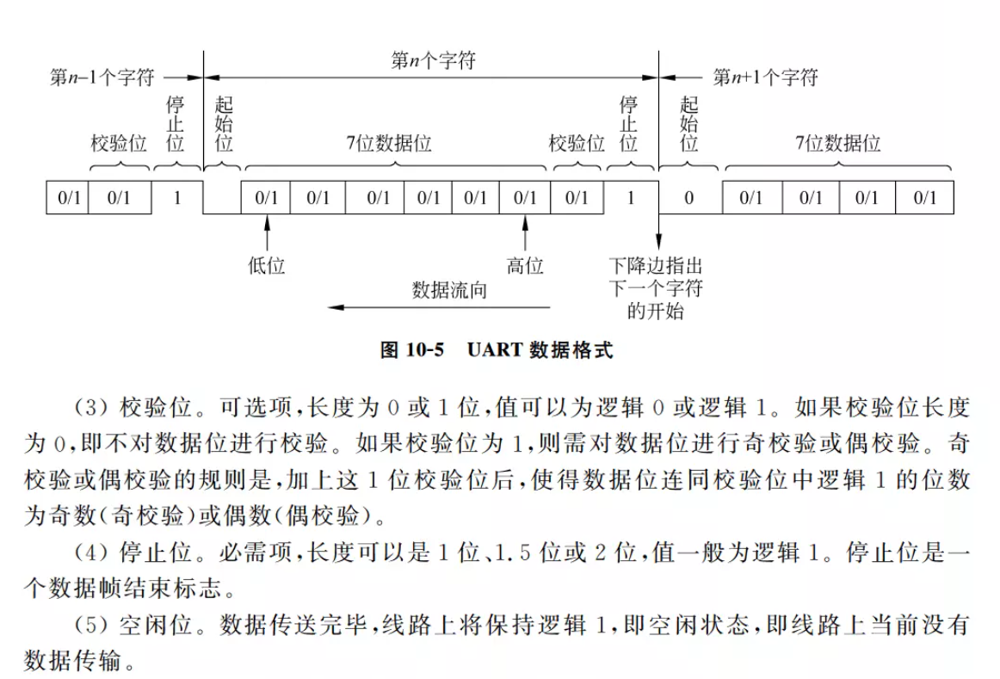 第n个字符
第n-1个字符
第n+1个字符
停止位
起始位
停止位
起始位
校验位
7位数据位
校验位
7位数据位
0/1 0/1 1 0/1 0/1 0/1 0/1 0/1 0/1 0/1 1 0 0/1 0/1 0/1 0/1
低位
高位
下降边指出
下一个字符
的开始
数据流向
图 10-5 UART 数据格式
(3) 校验位。可选项,长度为 0 或 1 位,值可以为逻辑 0 或逻辑 1。如果校验位长度
为 0,即不对数据位进行校验。如果校验位为 1,则需对数据位进行奇校验或偶校验。奇
校验或偶校验的规则是,加上这 1 位校验位后,使得数据位连同校验位中逻辑 1 的位数
为奇数(奇校验)或偶数(偶校验)。
(4) 停止位。必需项,长度可以是 1 位、1.5 位或 2 位,值一般为逻辑 1。停止位是一
个数据帧结束标志。
(5) 空闲位。数据传送完毕,线路上将保持逻辑 1,即空闲状态,即线路上当前没有
数据传输。